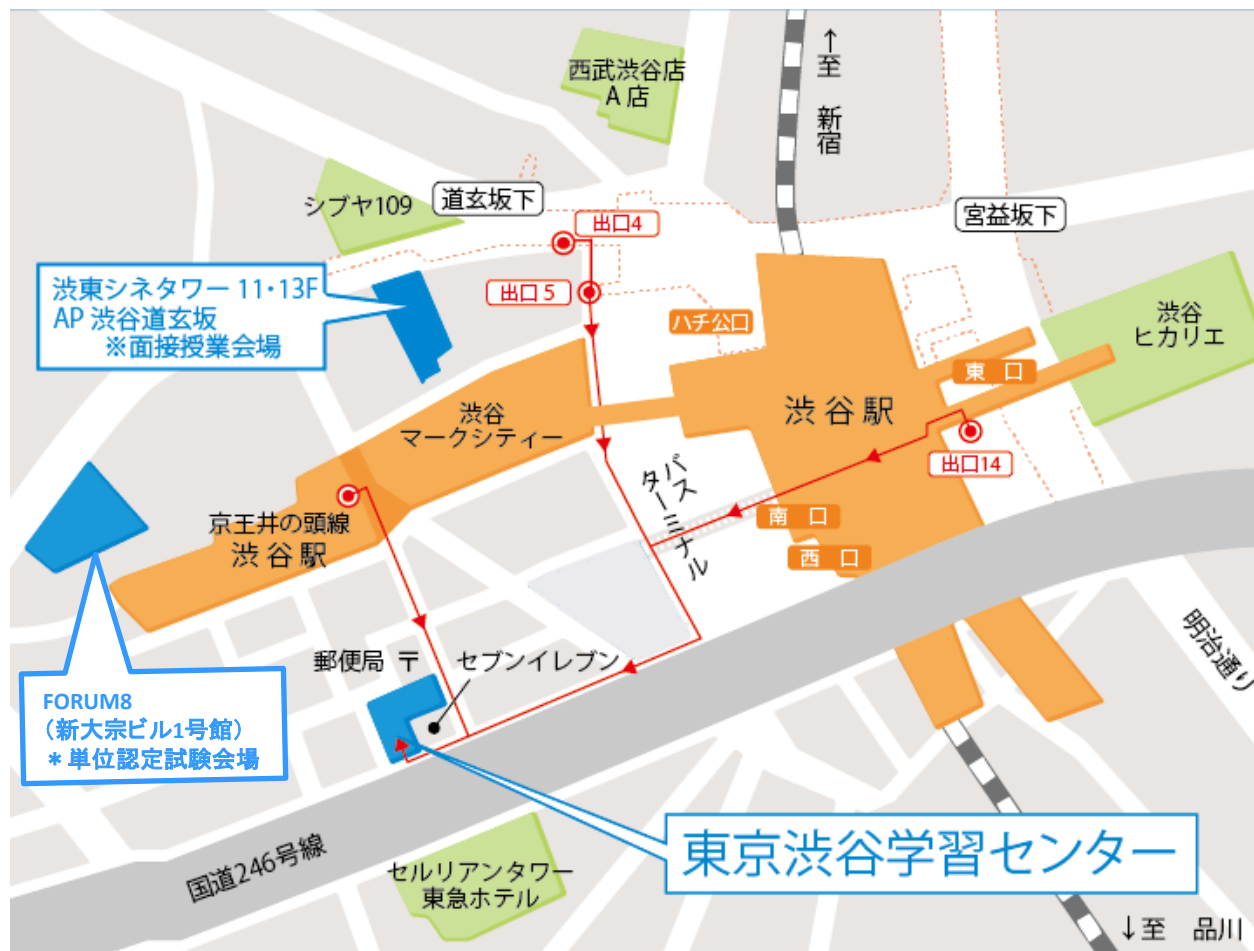 西武渋谷店
A店
↑至 新宿
シブヤ109
道玄坂下
宮益坂下
出口4
出口5
渋東シネタワー 11・13F
AP 渋谷道玄坂
※面接授業会場
ハチ公口
渋谷
ヒカリエ
東 口
渋谷駅
出口14
渋谷
マークシティー
バス
ターミナル
南 口
西 口
京王井の頭線
渋谷駅
明治通り
郵便局 〒
セブンイレブン
FORUM8
（新大宗ビル1号館）
＊単位認定試験会場
東京渋谷学習センター
国道246号線
セルリアンタワー
東急ホテル
↓至 品川